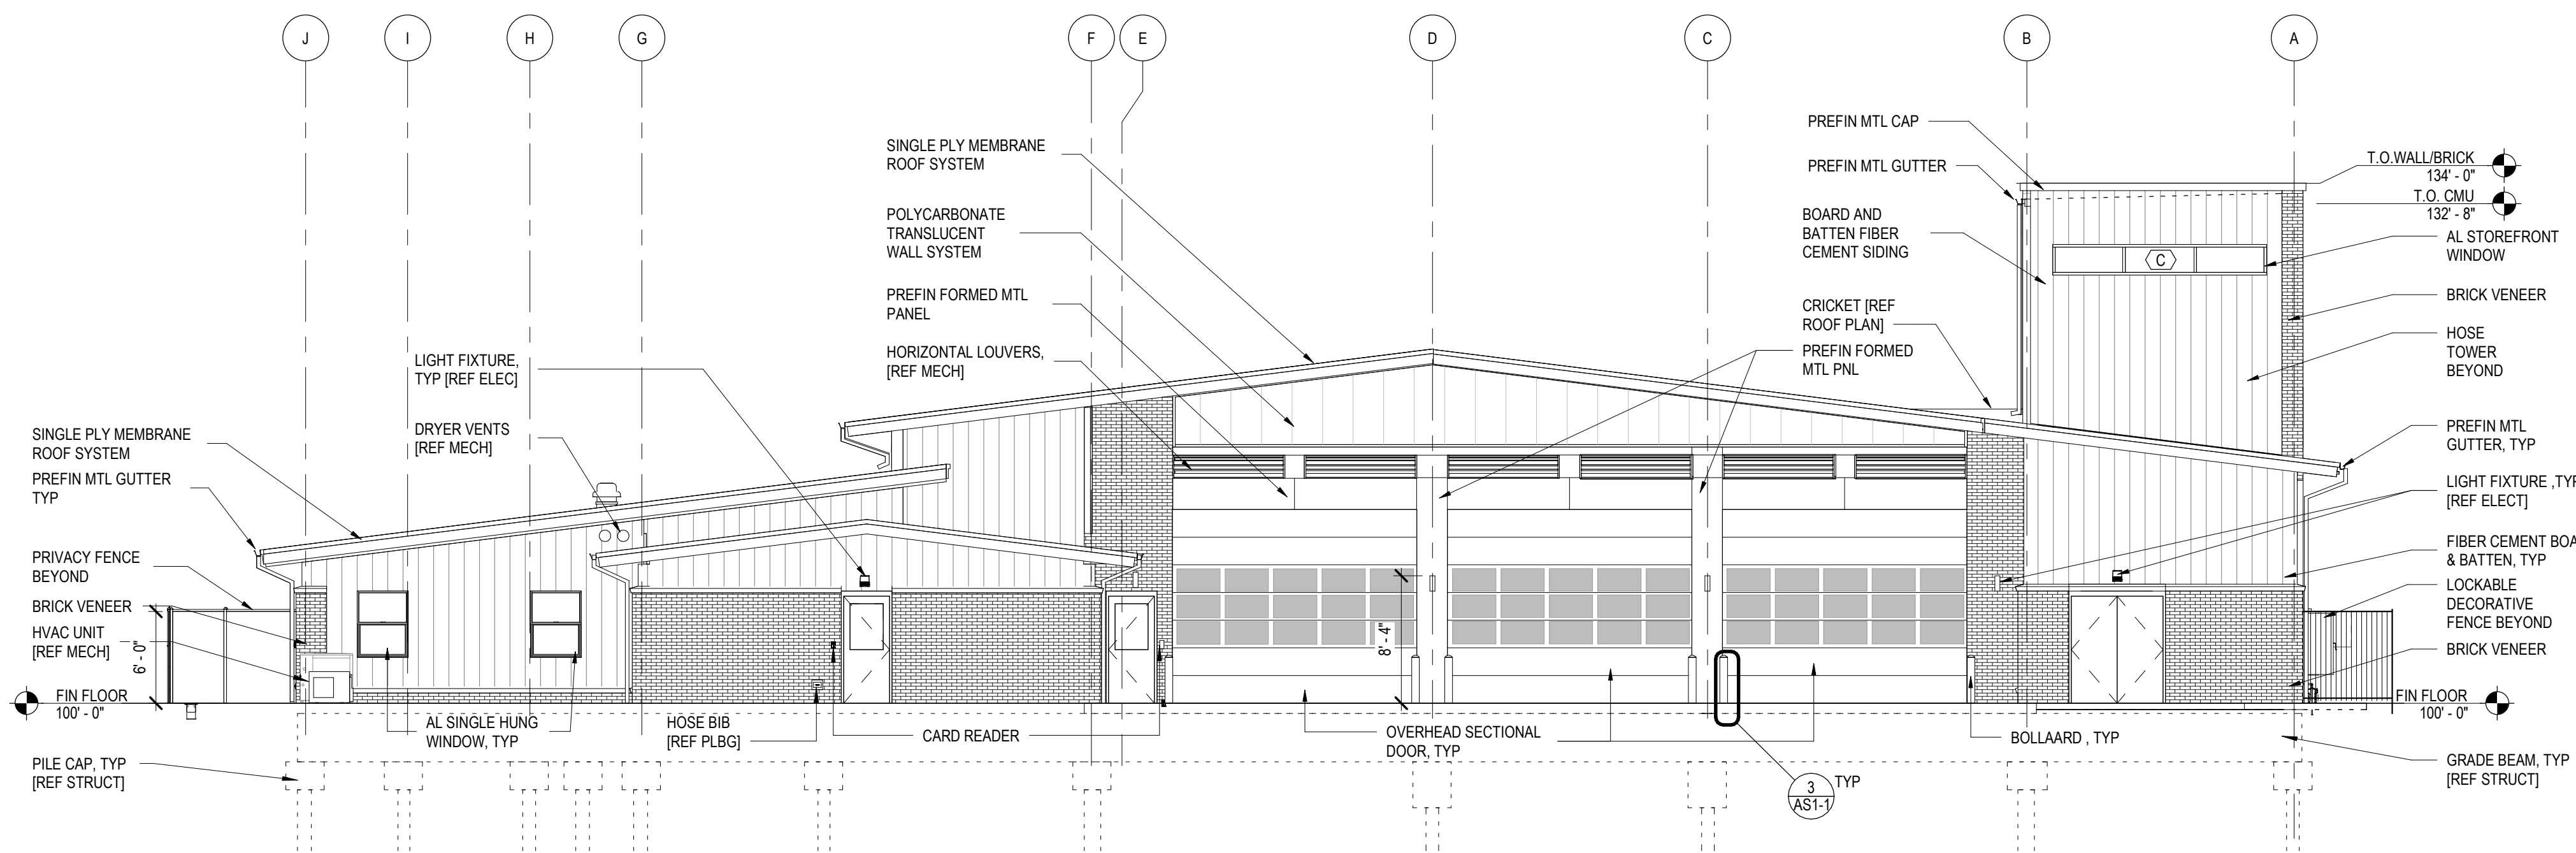 J
I
H
G
F
E
D
C
B
A
SINGLE PLY MEMBRANE
ROOF SYSTEM
POLYCARBONATE
TRANSLUCENT
WALL SYSTEM
PREFIN FORMED MTL
PANEL
HORIZONTAL LOUVERS,
[REF MECH]
LIGHT FIXTURE,
TYP [REF ELEC]
DRYER VENTS
[REF MECH]
SINGLE PLY MEMBRANE
ROOF SYSTEM
PREFIN MTL GUTTER
TYP
PRIVACY FENCE
BEYOND
BRICK VENEER
HVAC UNIT
[REF MECH]
6' - 0"
FIN FLOOR
100' - 0"
PILE CAP, TYP
[REF STRUCT]
AL SINGLE HUNG
WINDOW, TYP
HOSE BIB
[REF PLBG]
CARD READER
8' - 4"
OVERHEAD SECTIONAL
DOOR, TYP
3
AS1-1
TYP
BOLLAARD , TYP
PREFIN MTL CAP
PREFIN MTL GUTTER
BOARD AND
BATTEN FIBER
CEMENT SIDING
CRICKET [REF
ROOF PLAN]
PREFIN FORMED
MTL PNL
C
T.O.WALL/BRICK
134' - 0"
T.O. CMU
132' - 8"
AL STOREFRONT
WINDOW
BRICK VENEER
HOSE
TOWER
BEYOND
PREFIN MTL
GUTTER, TYP
LIGHT FIXTURE ,TYP
[REF ELECT]
FIBER CEMENT BOA
& BATTEN, TYP
LOCKABLE
DECORATIVE
FENCE BEYOND
BRICK VENEER
FIN FLOOR
100' - 0"
GRADE BEAM, TYP
[REF STRUCT]